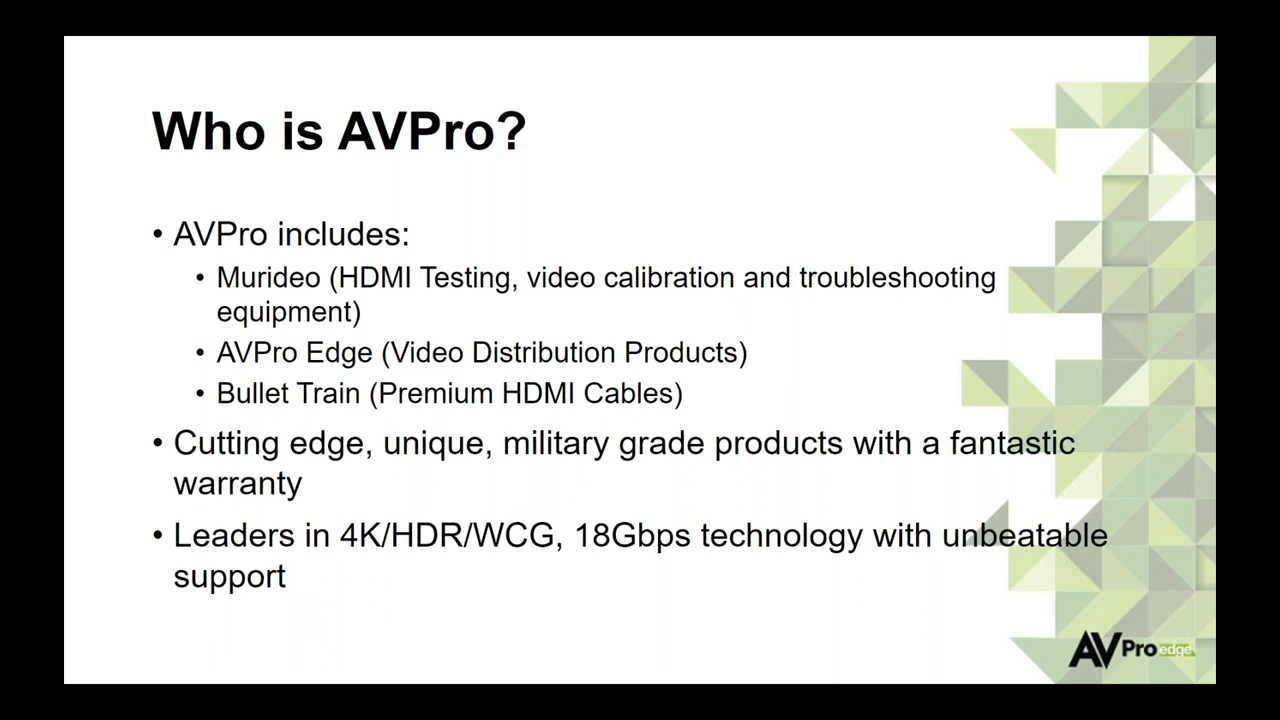 Who is AVPro?
• AVPro includes:
• Murideo (HDMI Testing, video calibration and troubleshooting
equipment)
• AVPro Edge (Video Distribution Products)
• Bullet Train (Premium HDMI Cables)
• Cutting edge, unique, military grade products with a fantastic
warranty
• Leaders in 4K/HDR/WCG, 18Gbps technology with unbeatable
support
AVPro edge